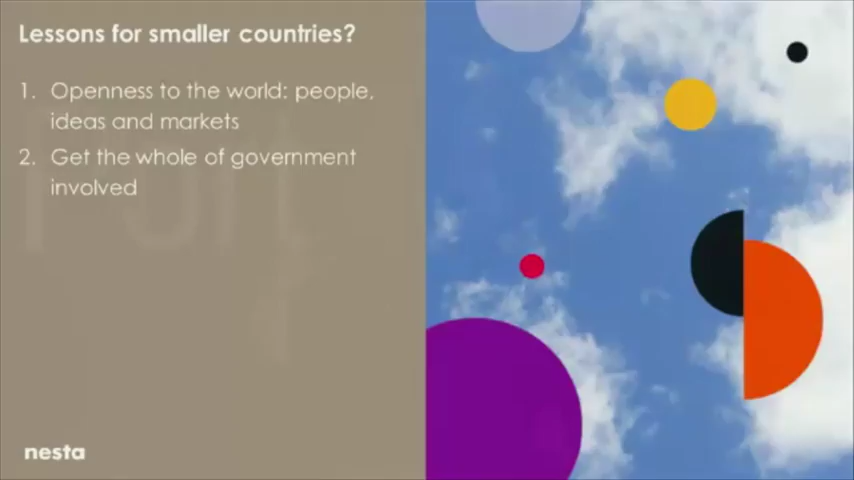 Lessons for smaller countries?
1. Openness to the world: people,
ideas and markets
2. Get the whole of government
involved
nesta